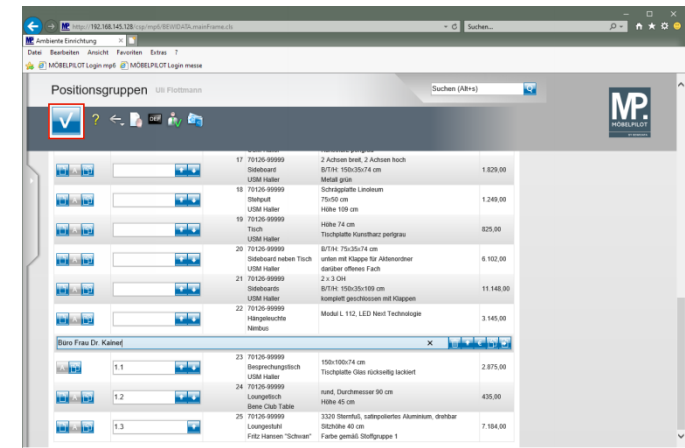 http://192.168.145.128/csp/mp6/BEWIDATA.mainFrame.cls
Suchen...
Ambiente Einrichtung
Datei Bearbeiten Ansicht Favoriten Extras ?
MÖBELPILOT Login mp6 MÖBELPILOT Login messe
Positionsgruppen Uli Flottmann
Suchen (Alt+s)
MP.
MÖBELPILOT
?
17 70126-99999
Sideboard
USM Haller
2 Achsen breit, 2 Achsen hoch
B/T/H: 150x35x74 cm
Metall grün
1.829,00
18 70126-99999
Stehpult
USM Haller
Schrägplatte Linoleum
75x50 cm
Höhe 109 cm
1.249,00
19 70126-99999
Tisch
USM Haller
Höhe 74 cm
Tischplatte Kunstharz perlgrau
825,00
20 70126-99999
Sideboard neben Tisch
USM Haller
B/T/H: 75x35x74 cm
unten mit Klappe für Aktenordner
darüber offenes Fach
6.102,00
21 70126-99999
Sideboards
USM Haller
2 x 3 OH
B/T/H: 150x35x109 cm
komplett geschlossen mit Klappen
11.148,00
22 70126-99999
Hängeleuchte
Nimbus
Modul L 112, LED Next Technologie
3.145,00
Büro Frau Dr. Kainer
1.1
23 70126-99999
Besprechungstisch
USM Haller
150x100x74 cm
Tischplatte Glas rückseitig lackiert
2.875,00
1.2
24 70126-99999
Loungetisch
Bene Club Table
rund, Durchmesser 90 cm
Höhe 45 cm
435,00
1.3
25 70126-99999
Loungestuhl
Fritz Hansen "Schwan"
3320 Sternfuß, satinpoliertes Aluminium, drehbar
Sitzhöhe 40 cm
Farbe gemäß Stoffgruppe 1
7.184,00